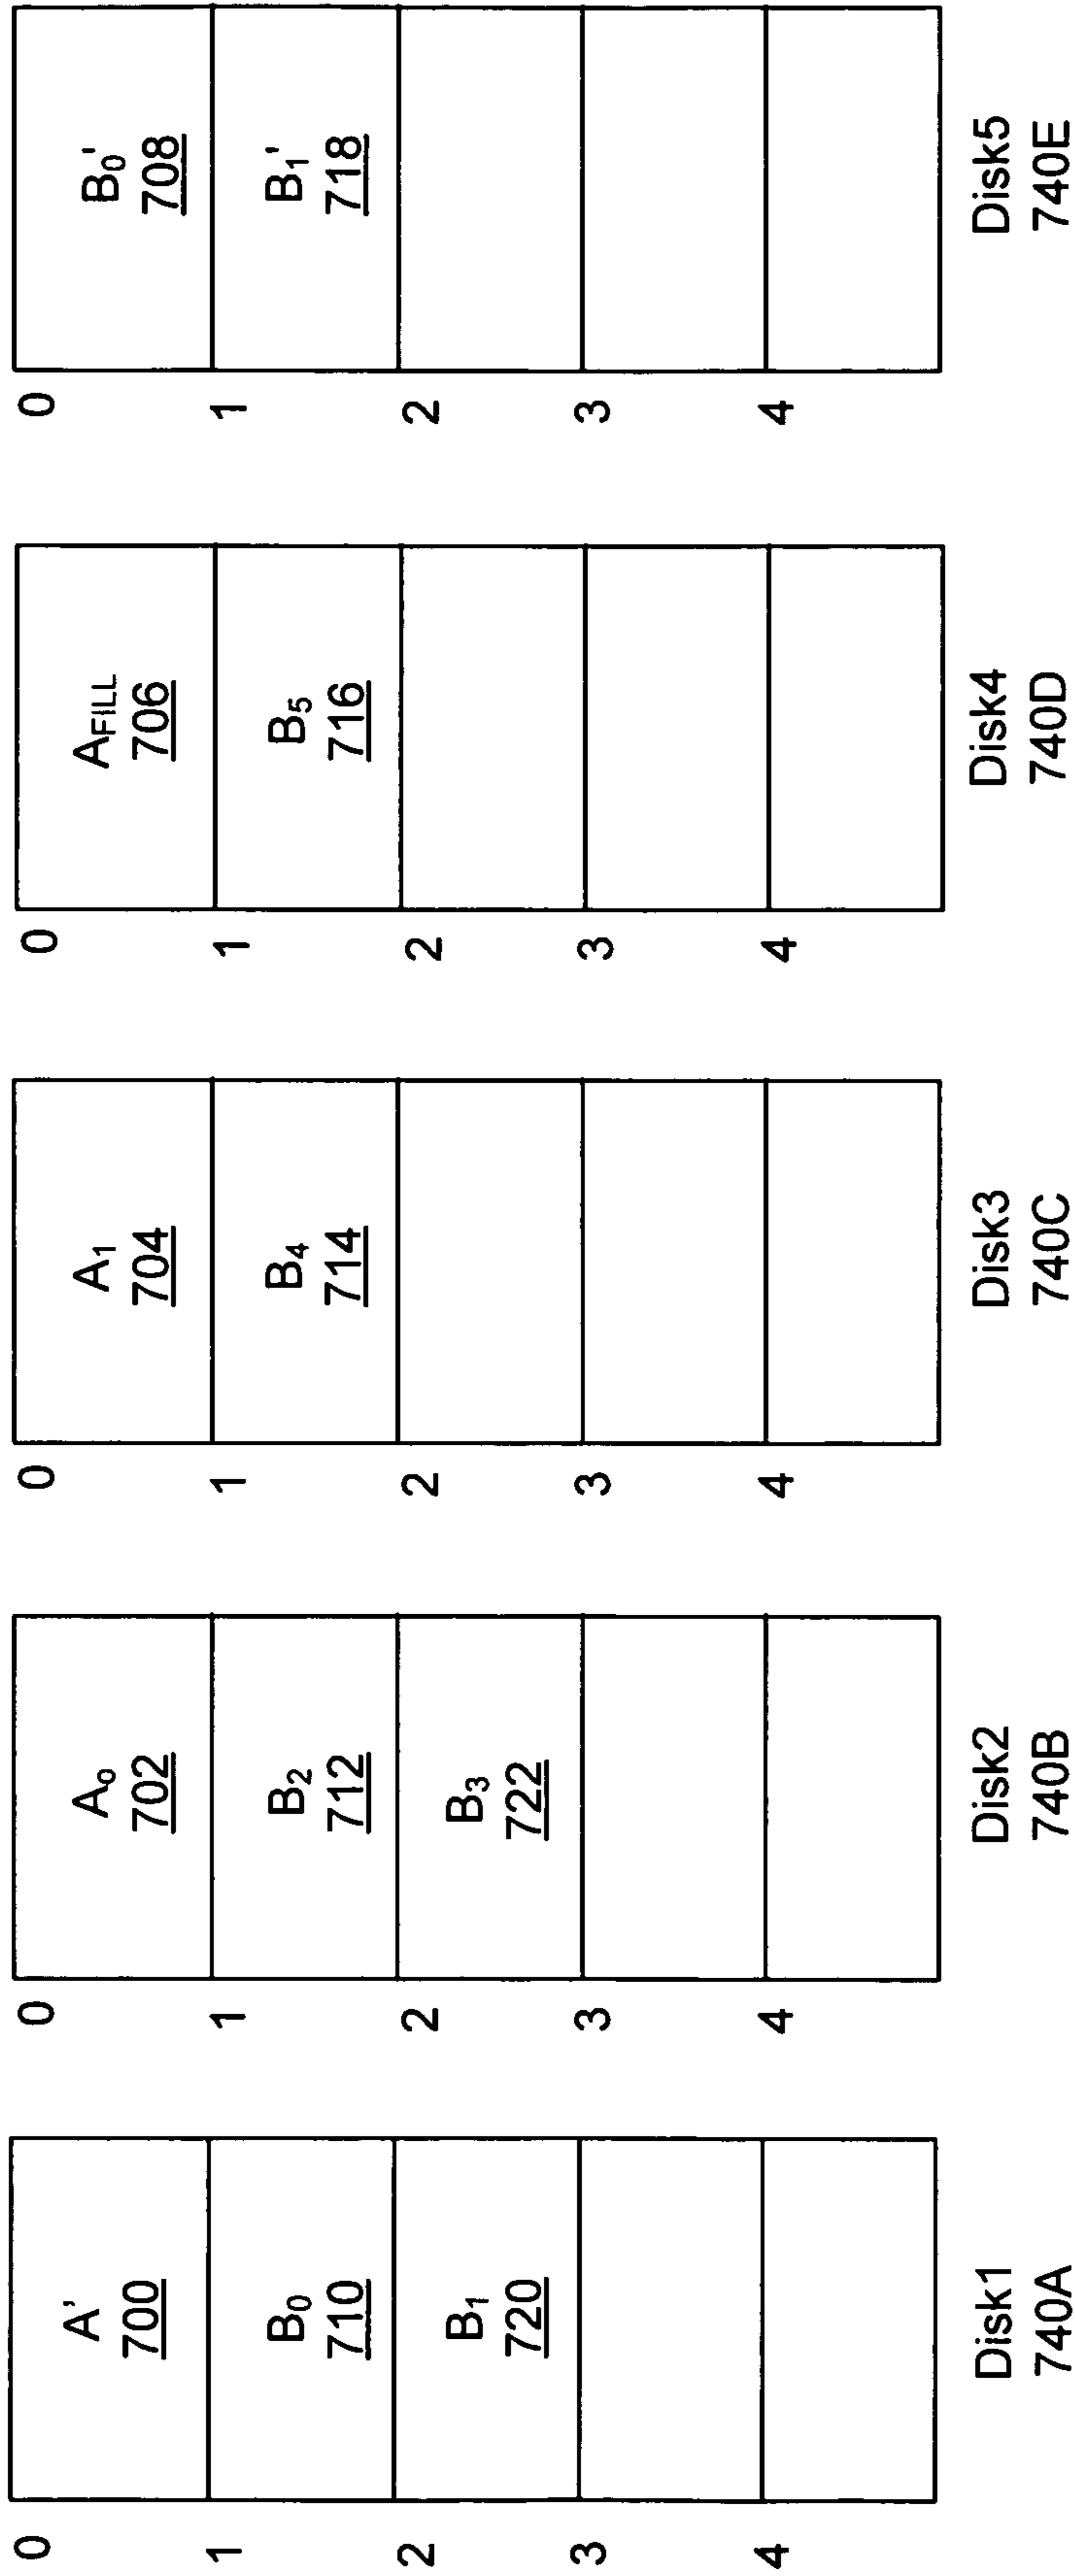 0
A'
700
1
B₀
710
2
B₁
720
3
4
Disk1
740A
0
A₀
702
1
B₂
712
2
B₃
722
3
4
Disk2
740B
0
A₁
704
1
B₄
714
2
3
4
Disk3
740C
0
A_FILL
706
1
B₅
716
2
3
4
Disk4
740D
0
B₀'
708
1
B₁'
718
2
3
4
Disk5
740E